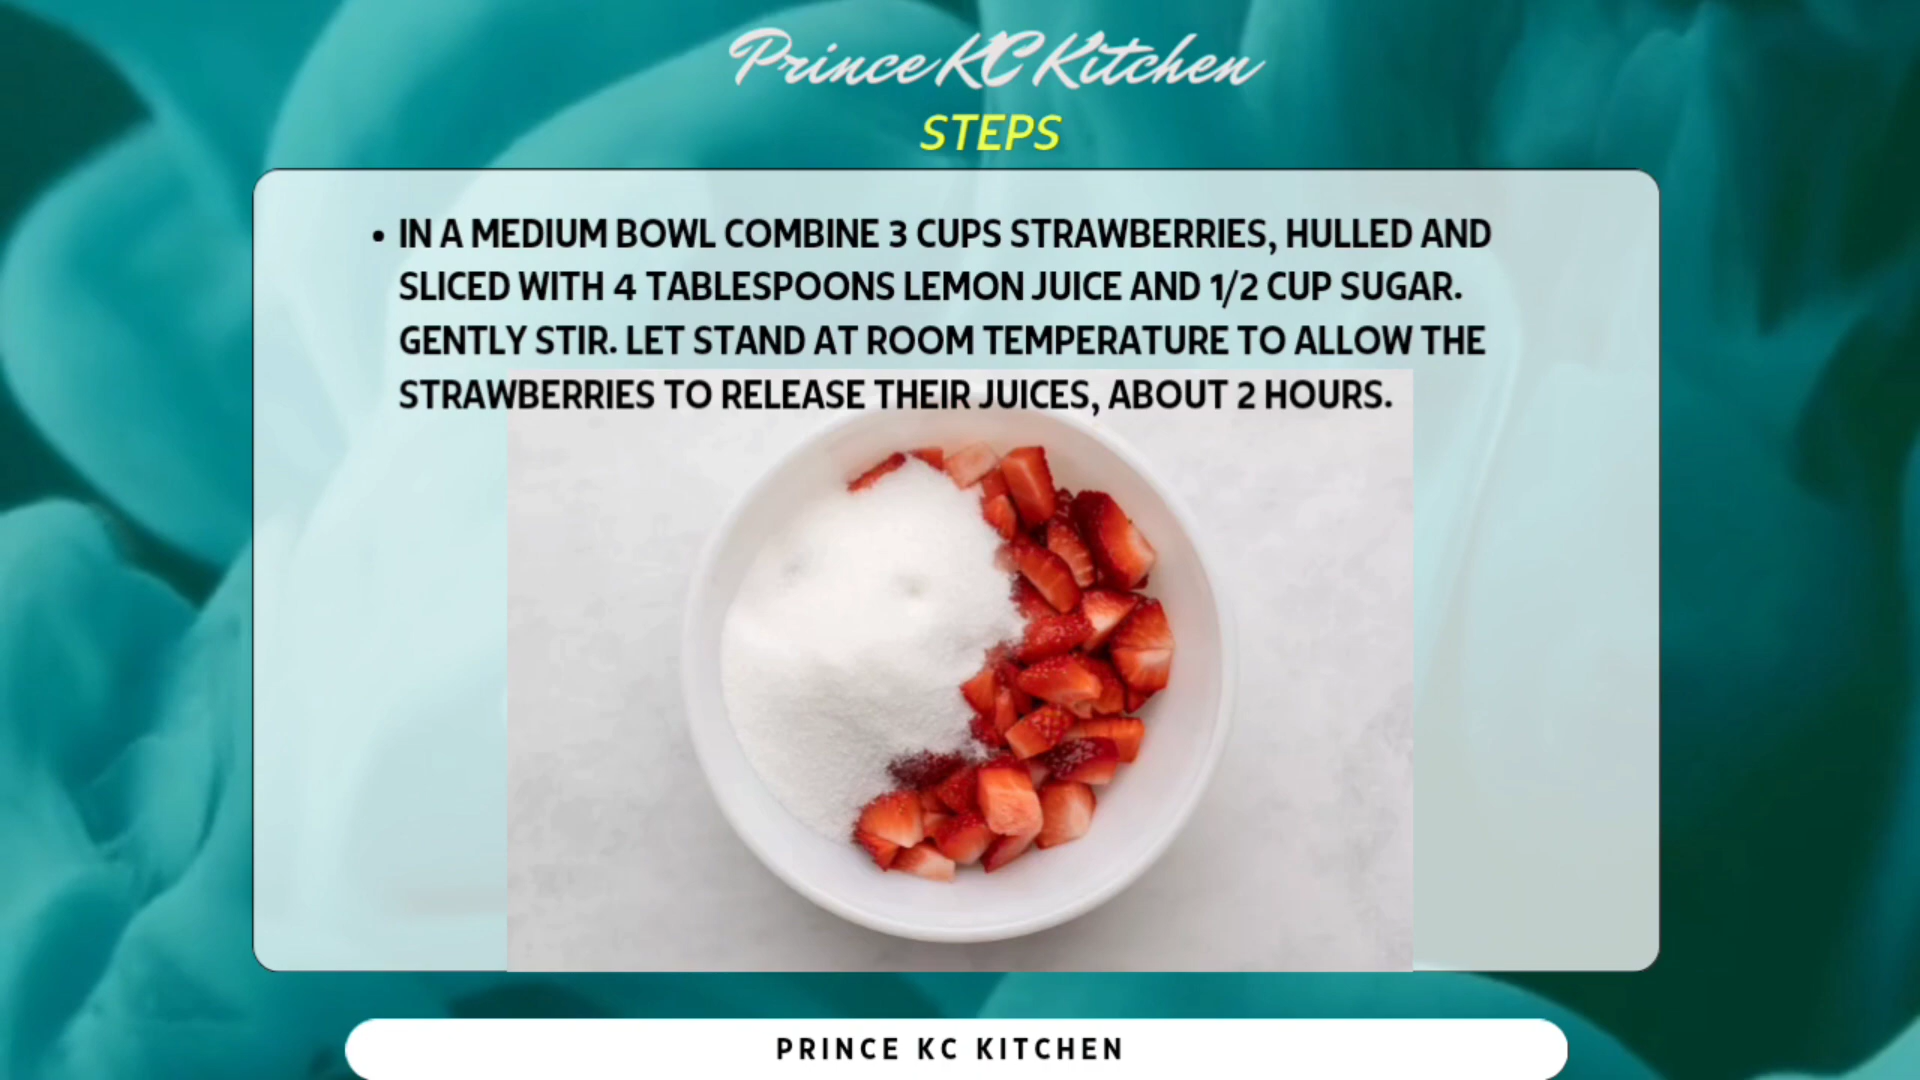 Prince KC Kitchen
STEPS
• IN A MEDIUM BOWL COMBINE 3 CUPS STRAWBERRIES, HULLED AND
SLICED WITH 4 TABLESPOONS LEMON JUICE AND 1/2 CUP SUGAR.
GENTLY STIR. LET STAND AT ROOM TEMPERATURE TO ALLOW THE
STRAWBERRIES TO RELEASE THEIR JUICES, ABOUT 2 HOURS.
PRINCE KC KITCHEN